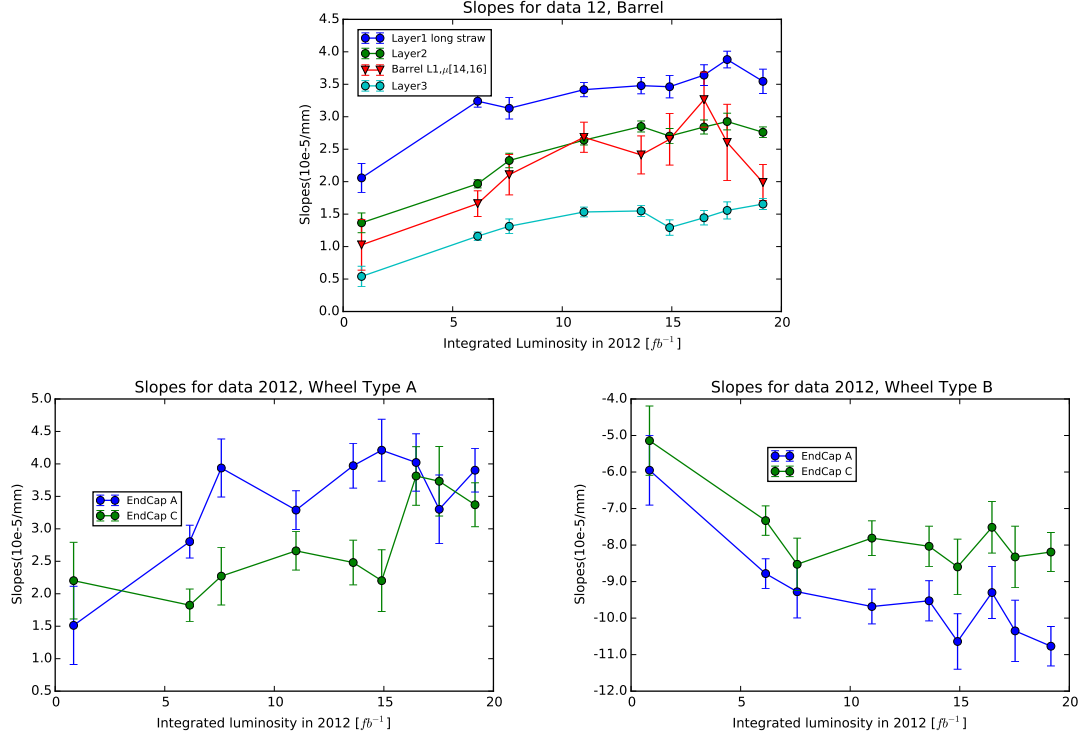 Slopes for data 12, Barrel
4.5
4.0
3.5
3.0
2.5
2.0
1.5
1.0
0.5
0.0
Slopes(10e-5/mm)
Layer1 long straw
Layer2
Barrel L1,μ[14,16]
Layer3
0 5 10 15 20
Integrated Luminosity in 2012 [fb⁻¹]
Slopes for data 2012, Wheel Type A
5.0
4.5
4.0
3.5
3.0
2.5
2.0
1.5
1.0
0.5
Slopes(10e-5/mm)
EndCap A
EndCap C
0 5 10 15 20
Integrated luminosity in 2012 [fb⁻¹]
Slopes for data 2012, Wheel Type B
-4.0
-5.0
-6.0
-7.0
-8.0
-9.0
-10.0
-11.0
-12.0
Slopes(10e-5/mm)
EndCap A
EndCap C
0 5 10 15 20
Integrated luminosity in 2012 [fb⁻¹]